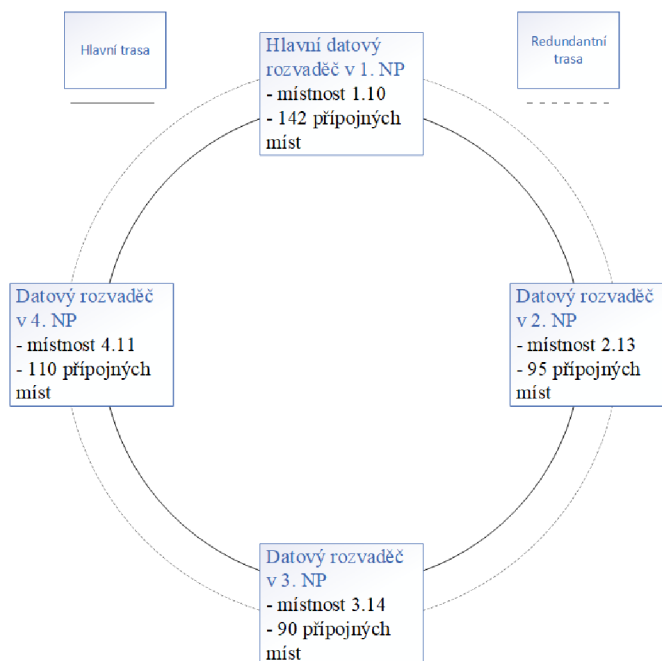 Hlavní trasa
Hlavní datový
rozvaděč v 1. NP
- místnost 1.10
- 142 přípojných
míst
Redundantní
trasa
Datový rozvaděč
v 4. NP
- místnost 4.11
- 110 přípojných
míst
Datový rozvaděč
v 2. NP
- místnost 2.13
- 95 přípojných
míst
Datový rozvaděč
v 3. NP
- místnost 3.14
- 90 přípojných
míst